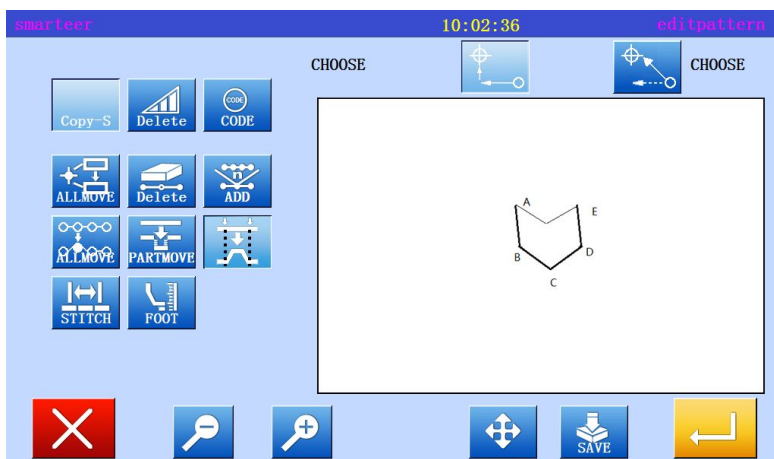 smarteer 10:02:36 editpattern
CHOOSE CHOOSE
Copy-S Delete CODE CODE
ALLMOVE Delete n ADD
ALLMOVE PARTMOVE
STITCH FOOT
A
E
B
D
C
SAVE